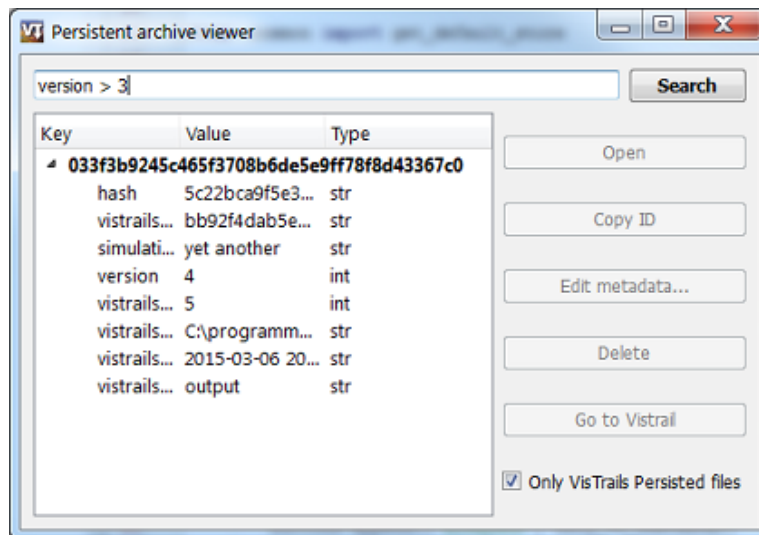 VT Persistent archive viewer
version > 3 Search
Key Value Type
033f3b9245c465f3708b6de5e9ff78f8d43367c0
hash 5c22bca9f5e3... str
vistrails... bb92f4dab5e... str
simulati... yet another str
version 4 int
vistrails... 5 int
vistrails... C:\programm... str
vistrails... 2015-03-06 20... str
vistrails... output str
Open
Copy ID
Edit metadata...
Delete
Go to Vistrail
Only VisTrails Persisted files